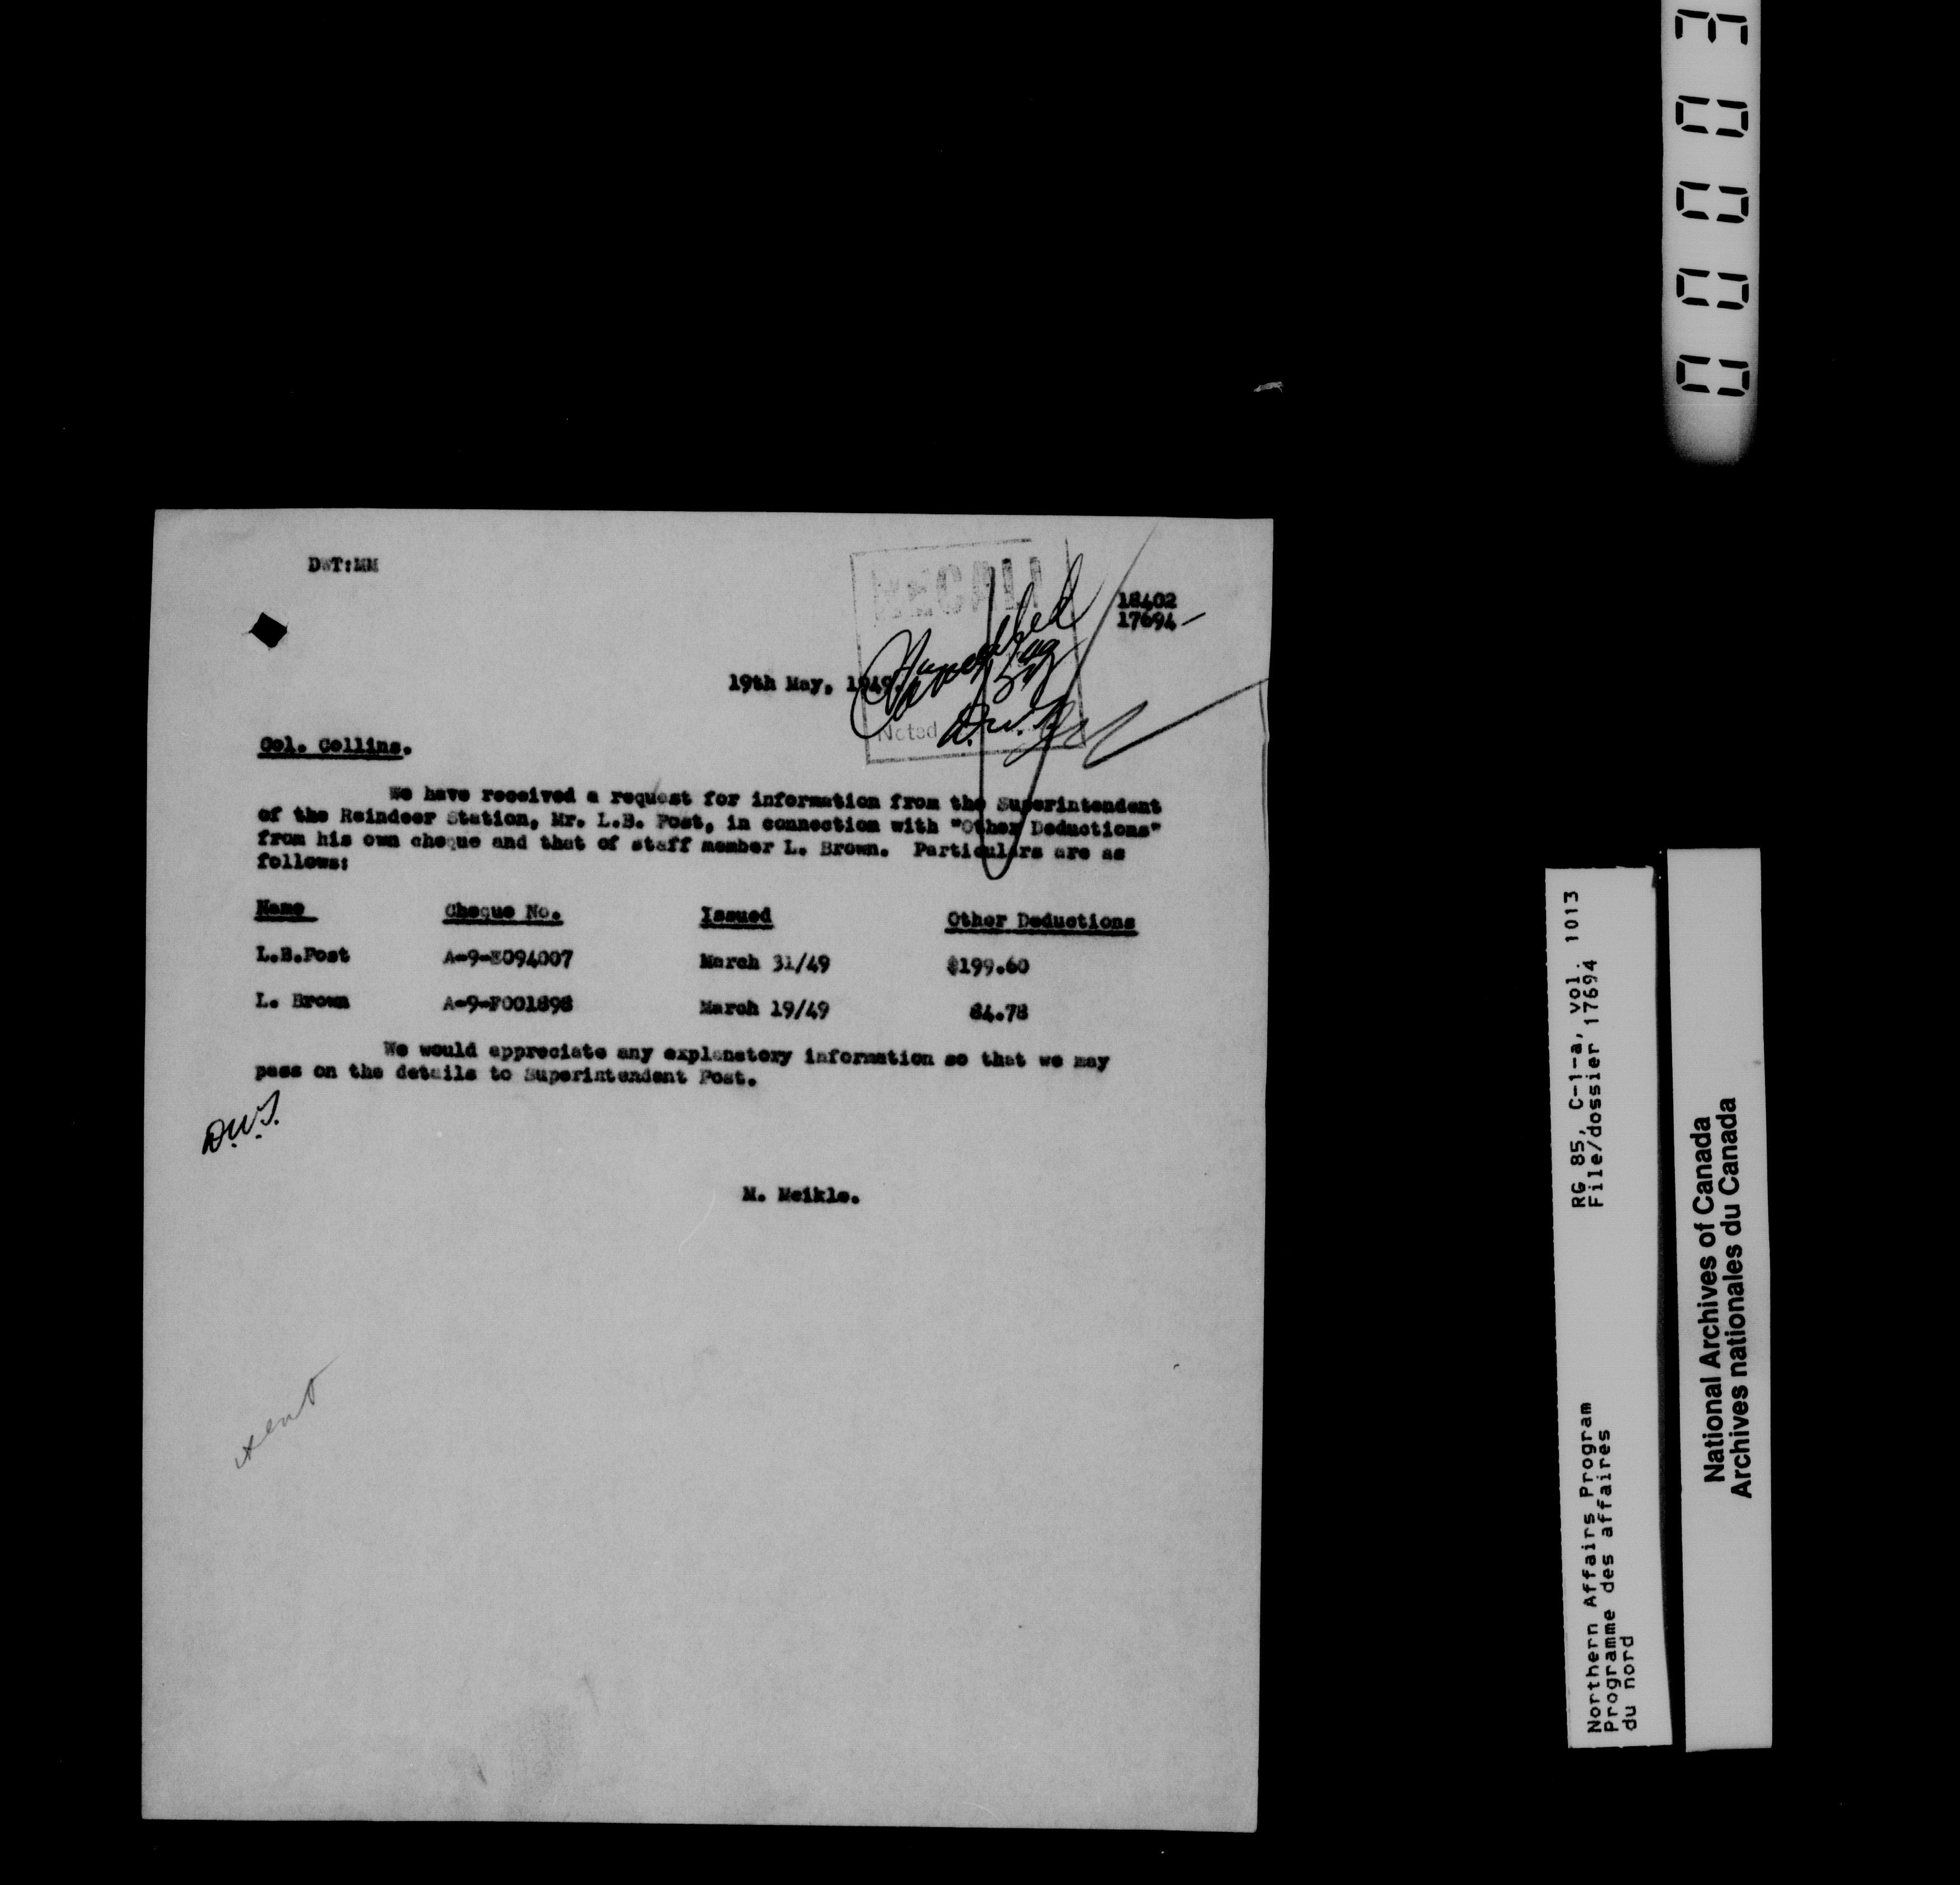 DWT:MM
RECALL
18402
17694
Cancelled
19th May, 1949.
Noted
D.W.T.
Col. Collins.
We have received a request for information from the Superintendent
of the Reindeer Station, Mr. L.B. Post, in connection with "Other Deductions"
from his own cheque and that of staff member L. Brown. Particulars are as
follows:
Name Cheque No. Issued Other Deductions
L.B.Post A-9-E094007 March 31/49 $199.60
L. Brown A-9-F001898 March 19/49 84.78
We would appreciate any explanatory information so that we may
pass on the details to Superintendent Post.
D.W.T.
M. Meikle.
sent
RG 85, C-1-a, vol. 1013
File/dossier 17694
Northern Affairs Program
Programme des affaires
du nord
National Archives of Canada
Archives nationales du Canada